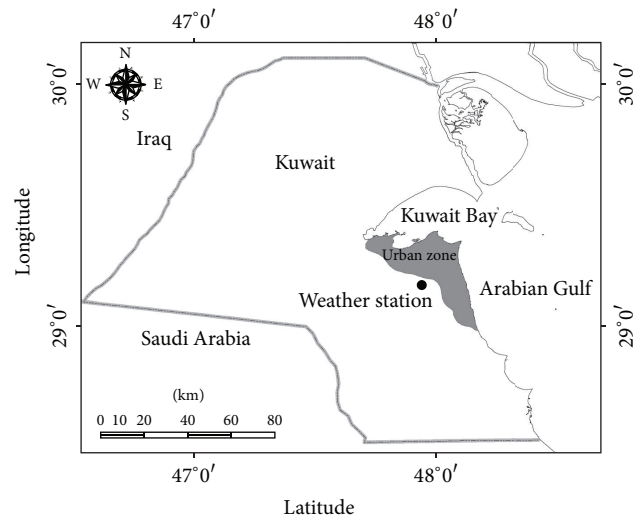 47°0′ 48°0′
N
W E
S
30°0′
30°0′
Iraq
Kuwait
Kuwait Bay
Urban zone
Longitude
Weather station
Arabian Gulf
29°0′
29°0′
Saudi Arabia
(km)
0 10 20 40 60 80
47°0′ 48°0′
Latitude